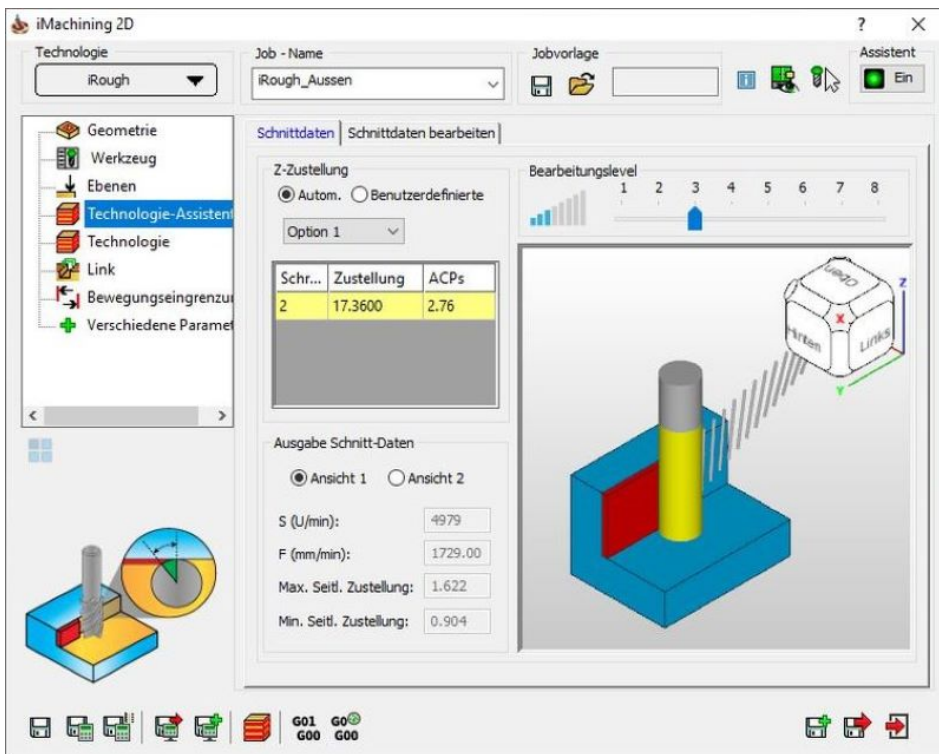 iMachining 2D
?
Technologie
iRough
Job - Name
iRough_Aussen
Jobvorlage
Assistent
Ein
Geometrie
Werkzeug
Ebenen
Technologie-Assisten
Technologie
Link
Bewegungseingrenzu
Verschiedene Paramet
Schnittdaten
Schnittdaten bearbeiten
Z-Zustellung
Autom.
Benutzerdefinierte
Option 1
Schr... Zustellung ACPs
2 17.3600 2.76
Bearbeitungslevel
1 2 3 4 5 6 7 8
Oben
Hinten
Links
X
Y
Z
Ausgabe Schnitt-Daten
Ansicht 1
Ansicht 2
S (U/min): 4979
F (mm/min): 1729.00
Max. Seitl. Zustellung: 1.622
Min. Seitl. Zustellung: 0.904
G01 G00
G00 G00